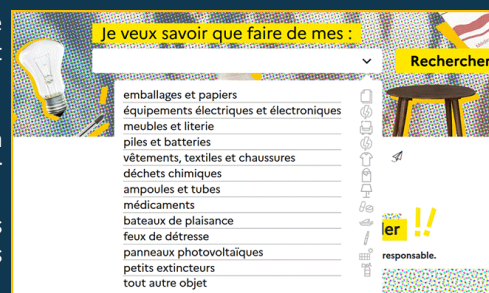 Je veux savoir que faire de mes :
Rechercher
emballages et papiers
équipements électriques et électroniques
meubles et literie
piles et batteries
vêtements, textiles et chaussures
déchets chimiques
ampoules et tubes
médicaments
bateaux de plaisance
feux de détresse
panneaux photovoltaïques
petits extincteurs
tout autre objet
!!
responsable.